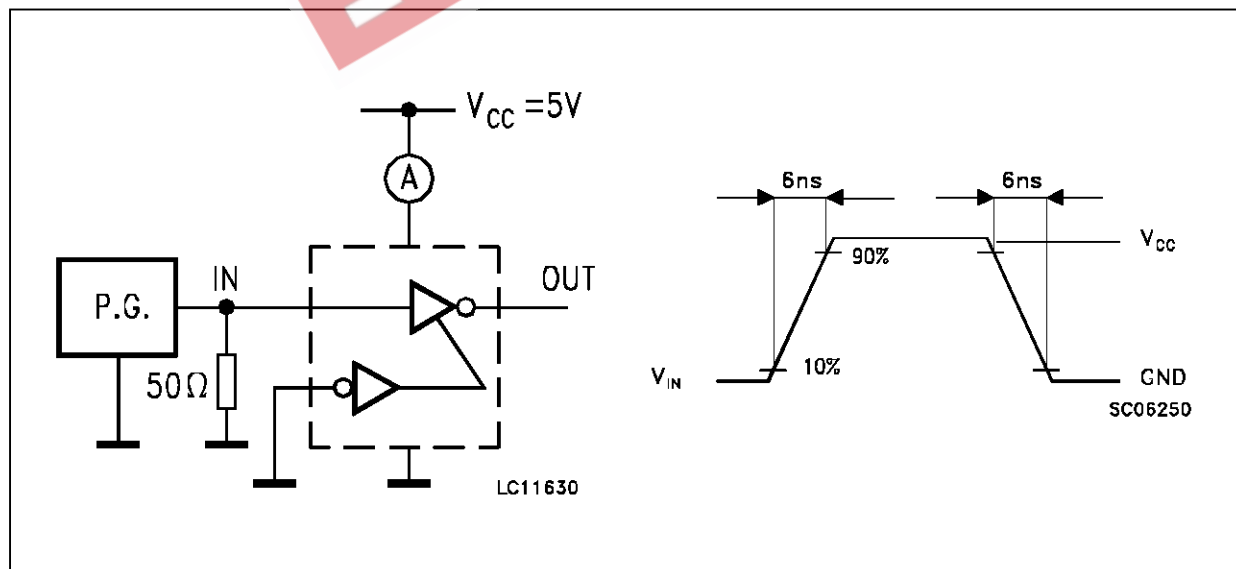 V_CC =5V
A
P.G.
IN
OUT
50Ω
LC11630
6ns
6ns
V_CC
90%
10%
V_IN
GND
SC06250